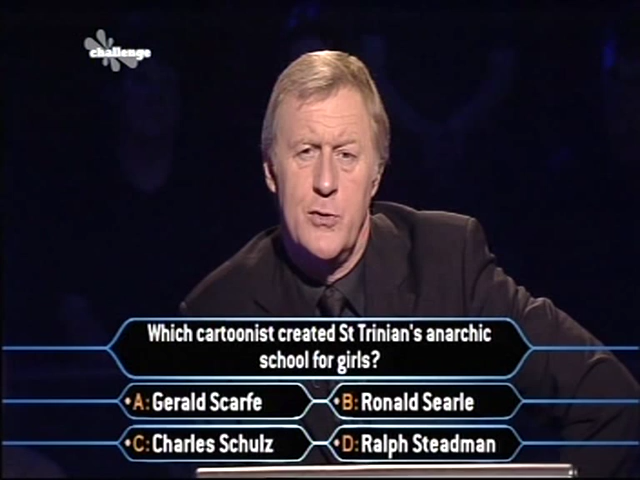 challenge
Which cartoonist created St Trinian's anarchic
school for girls?
A: Gerald Scarfe
B: Ronald Searle
C: Charles Schulz
D: Ralph Steadman